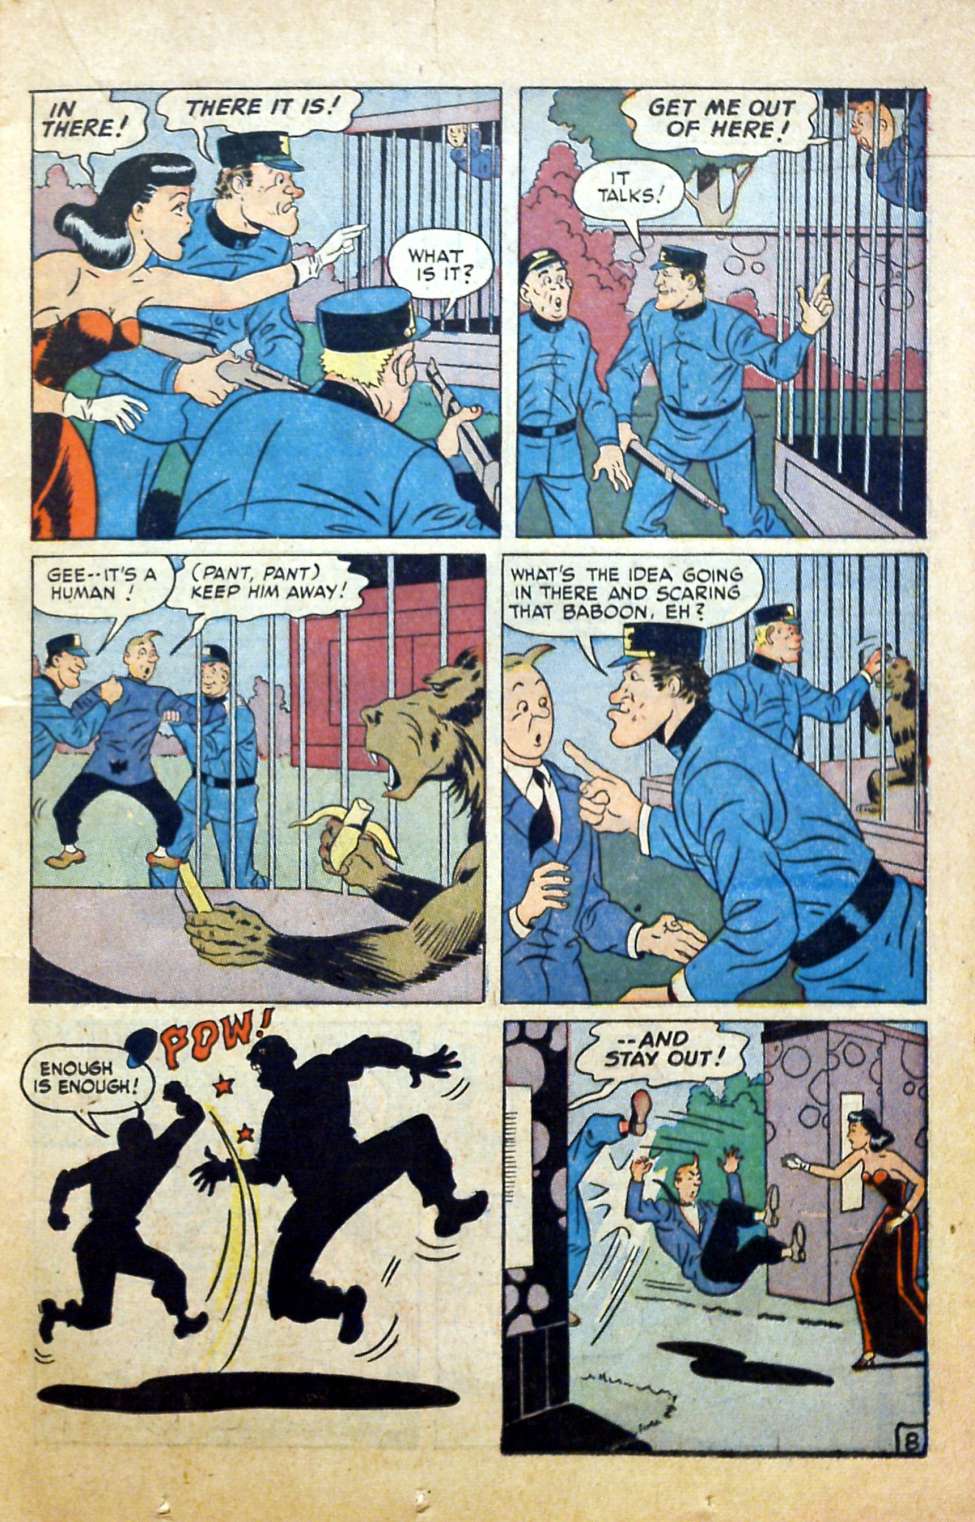 IN
THERE!
THERE IT IS!
WHAT
IS IT?
GET ME OUT
OF HERE!
IT
TALKS!
GEE--IT'S A
HUMAN!
(PANT, PANT)
KEEP HIM AWAY!
WHAT'S THE IDEA GOING
IN THERE AND SCARING
THAT BABOON, EH?
ENOUGH
IS ENOUGH!
POW!
--AND
STAY OUT!
8